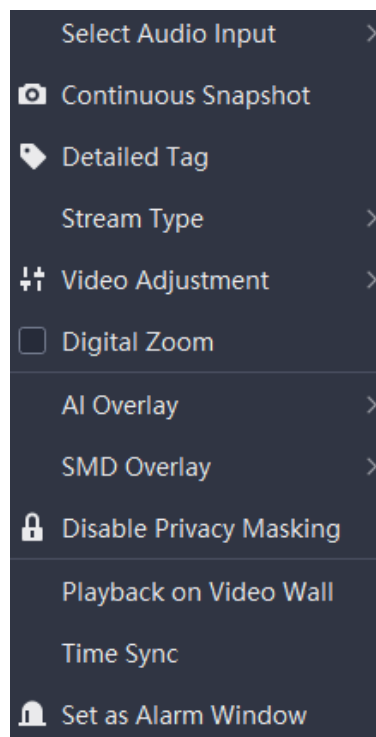 Select Audio Input
Continuous Snapshot
Detailed Tag
Stream Type
Video Adjustment
Digital Zoom
AI Overlay
SMD Overlay
Disable Privacy Masking
Playback on Video Wall
Time Sync
Set as Alarm Window